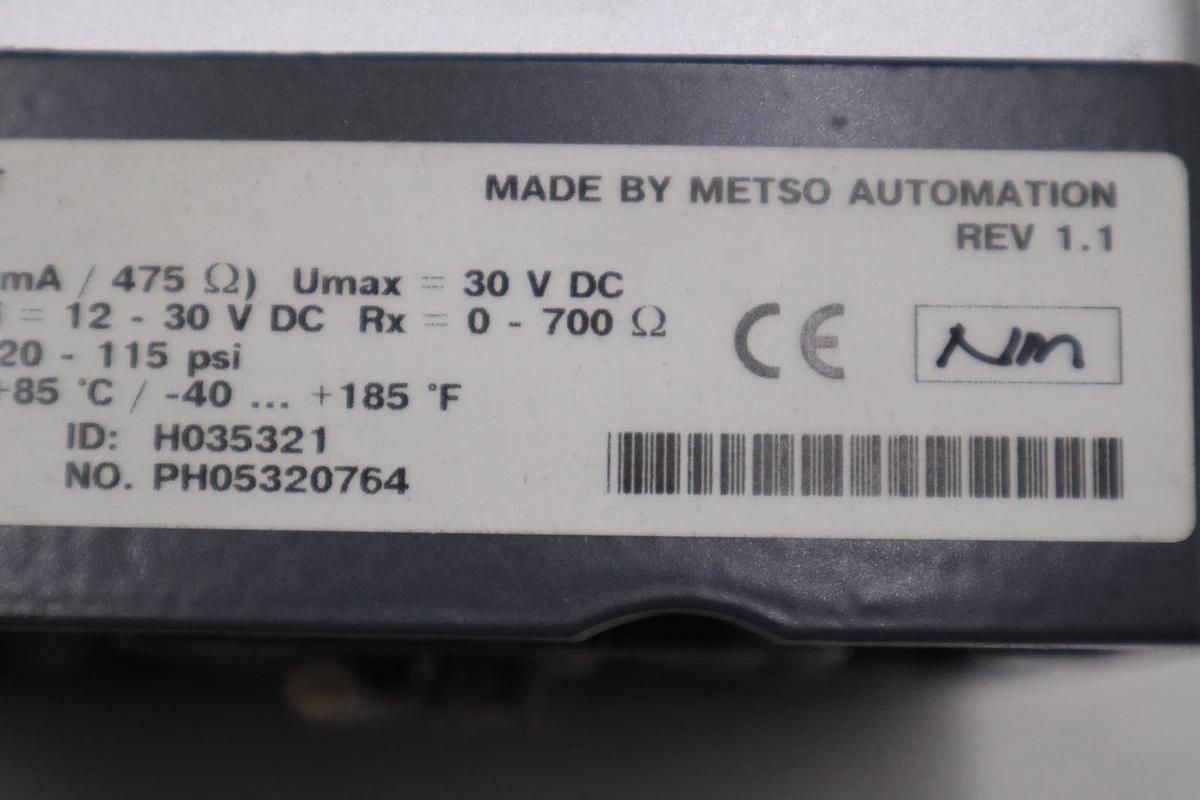 MADE BY METSO AUTOMATION
REV 1.1
mA / 475 Ω) Umax = 30 V DC
= 12 - 30 V DC Rx = 0 - 700 Ω
20 - 115 psi
+85 °C / -40 ... +185 °F
CE
NM
ID: H035321
NO. PH05320764